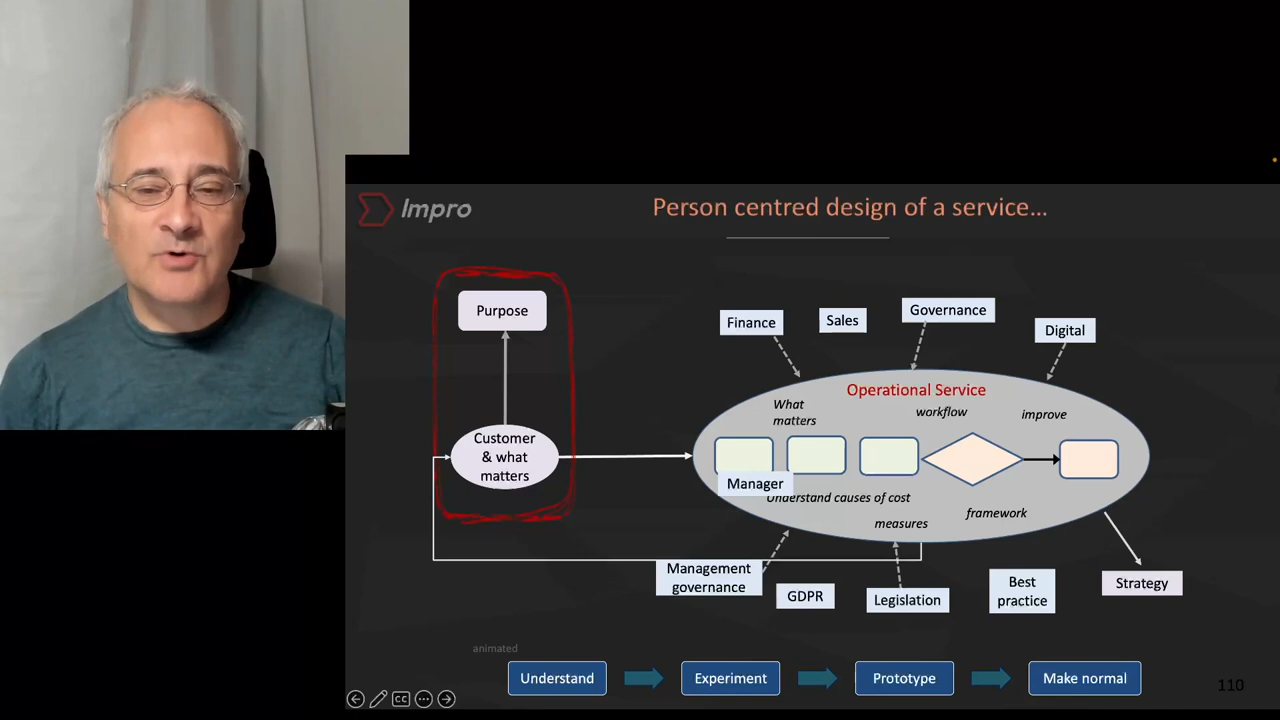 Impro
Person centred design of a service...
Purpose
Customer
& what
matters
Finance
Sales
Governance
Digital
Operational Service
What
matters
workflow
improve
Manager
Understand causes of cost
measures
framework
Management
governance
GDPR
Legislation
Best
practice
Strategy
animated
Understand
Experiment
Prototype
Make normal
110
CC